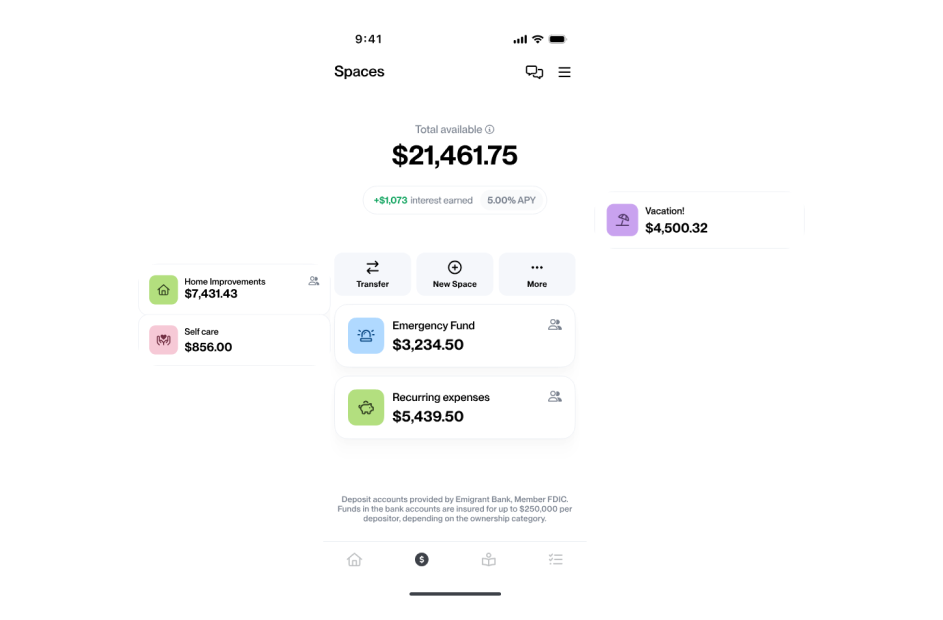 9:41
Spaces
Total available
$21,461.75
+$1,073 interest earned 5.00% APY
Vacation!
$4,500.32
Transfer
New Space
More
Home Improvements
$7,431.43
Self care
$856.00
Emergency Fund
$3,234.50
Recurring expenses
$5,439.50
Deposit accounts provided by Emigrant Bank, Member FDIC.
Funds in the bank accounts are insured for up to $250,000 per
depositor, depending on the ownership category.